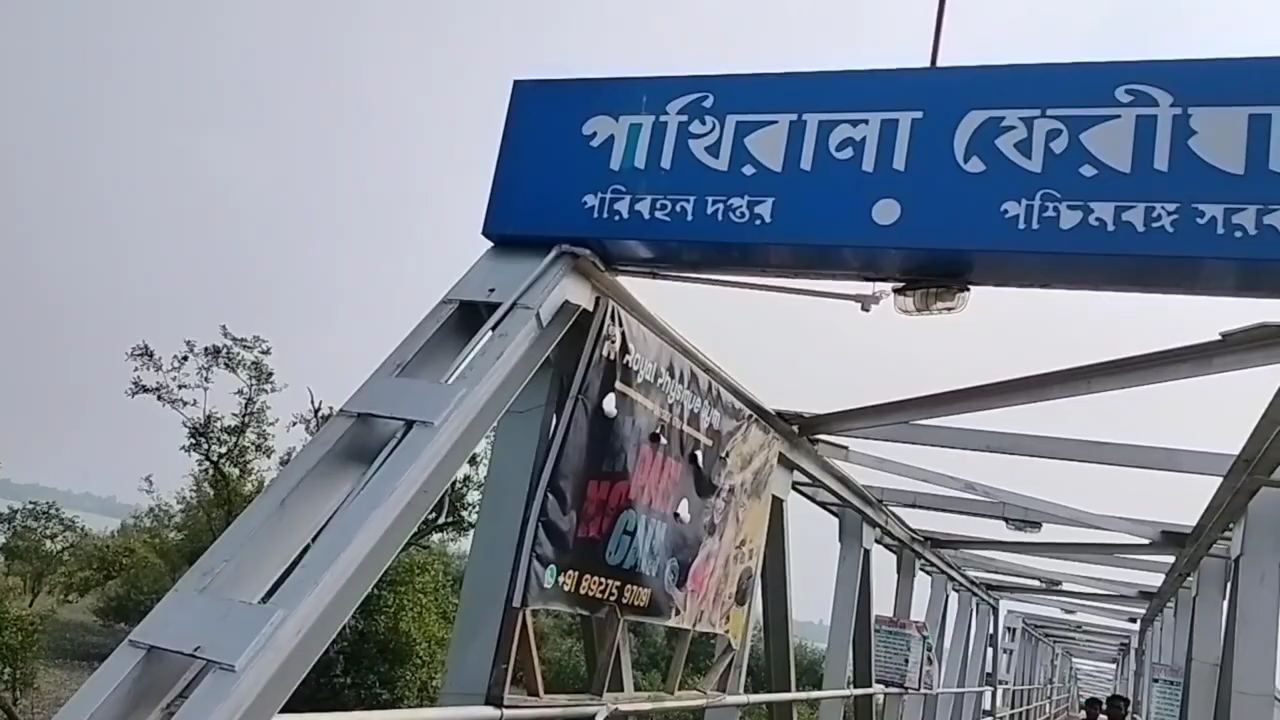 পাখিরালা ফেরীঘা
পরিবহন দপ্তর
পশ্চিমবঙ্গ সরক
Royal Physique Gym
+91 89275 97091